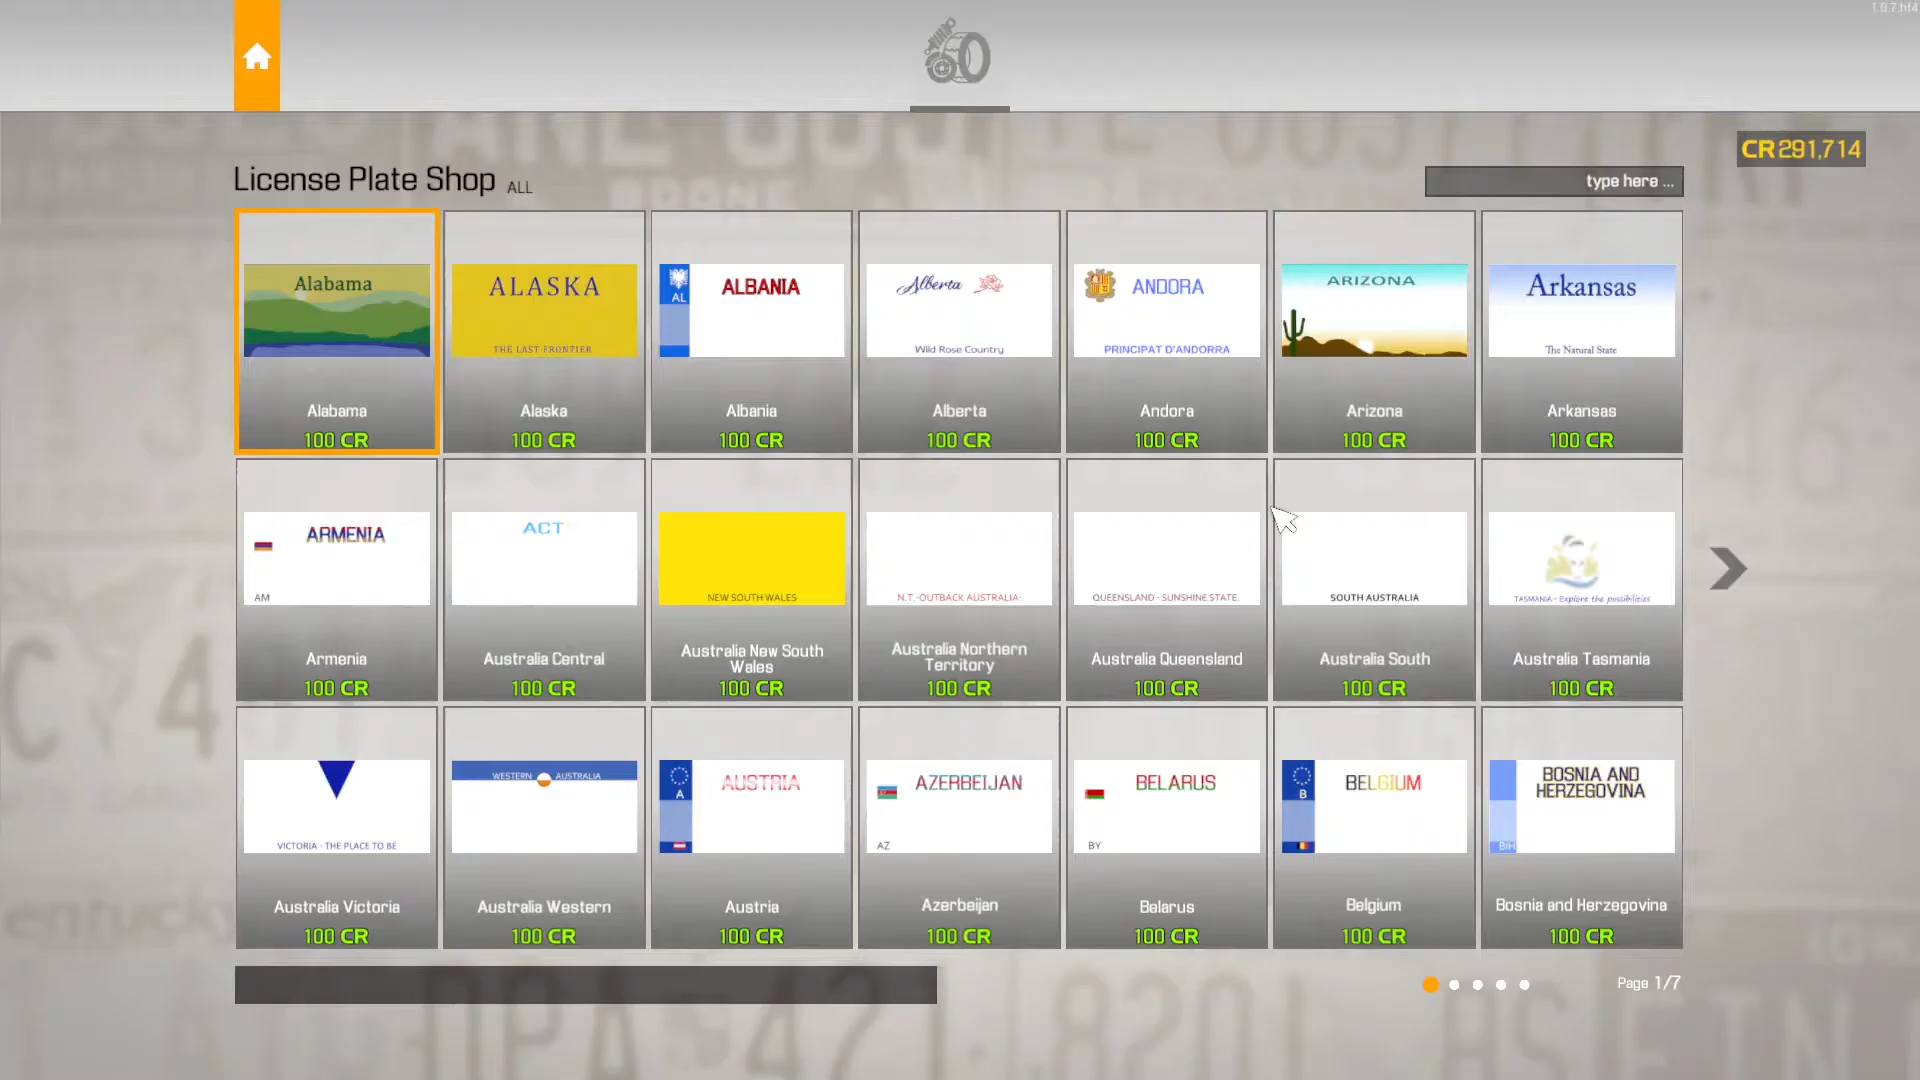 1.0.7.hf4
CR 291,714
License Plate Shop ALL
type here ...
Alabama
ALASKA
THE LAST FRONTIER
AL
ALBANIA
Alberta
Wild Rose Country
ANDORA
PRINCIPAT D'ANDORRA
ARIZONA
Arkansas
The Natural State
Alabama
Alaska
Albania
Alberta
Andora
Arizona
Arkansas
100 CR
100 CR
100 CR
100 CR
100 CR
100 CR
100 CR
ARMENIA
AM
ACT
NEW SOUTH WALES
N.T. -OUTBACK AUSTRALIA-
QUEENSLAND - SUNSHINE STATE.
SOUTH AUSTRALIA
TASMANIA - Explore the possibilities
Armenia
Australia Central
Australia New South
Wales
Australia Northern
Territory
Australia Queensland
Australia South
Australia Tasmania
100 CR
100 CR
100 CR
100 CR
100 CR
100 CR
100 CR
VICTORIA - THE PLACE TO BE
WESTERN AUSTRALIA
A
AUSTRIA
AZERBEIJAN
AZ
BELARUS
BY
B
BELGIUM
BOSNIA AND
HERZEGOVINA
BIH
Australia Victoria
Australia Western
Austria
Azerbeijan
Belarus
Belgium
Bosnia and Herzegovina
100 CR
100 CR
100 CR
100 CR
100 CR
100 CR
100 CR
Page 1/7